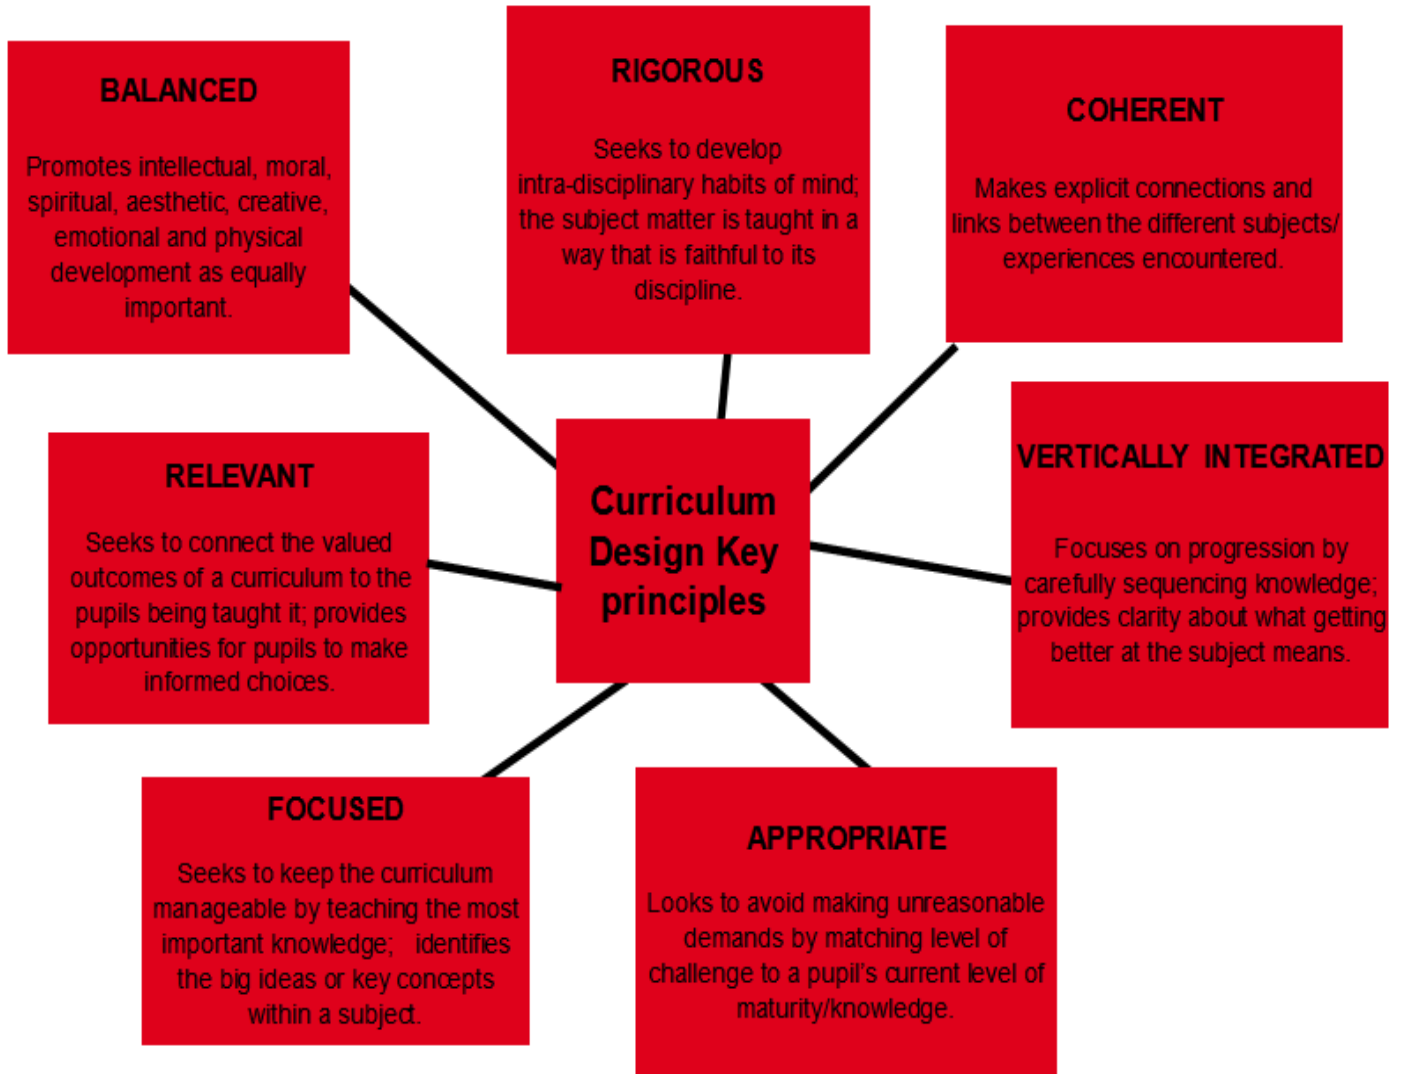 BALANCED
Promotes intellectual, moral,
spiritual, aesthetic, creative,
emotional and physical
development as equally
important.
RIGOROUS
Seeks to develop
intra-disciplinary habits of mind;
the subject matter is taught in a
way that is faithful to its
discipline.
COHERENT
Makes explicit connections and
links between the different subjects/
experiences encountered.
RELEVANT
Seeks to connect the valued
outcomes of a curriculum to the
pupils being taught it; provides
opportunities for pupils to make
informed choices.
Curriculum
Design Key
principles
VERTICALLY INTEGRATED
Focuses on progression by
carefully sequencing knowledge;
provides clarity about what getting
better at the subject means.
FOCUSED
Seeks to keep the curriculum
manageable by teaching the most
important knowledge; identifies
the big ideas or key concepts
within a subject.
APPROPRIATE
Looks to avoid making unreasonable
demands by matching level of
challenge to a pupil's current level of
maturity/knowledge.